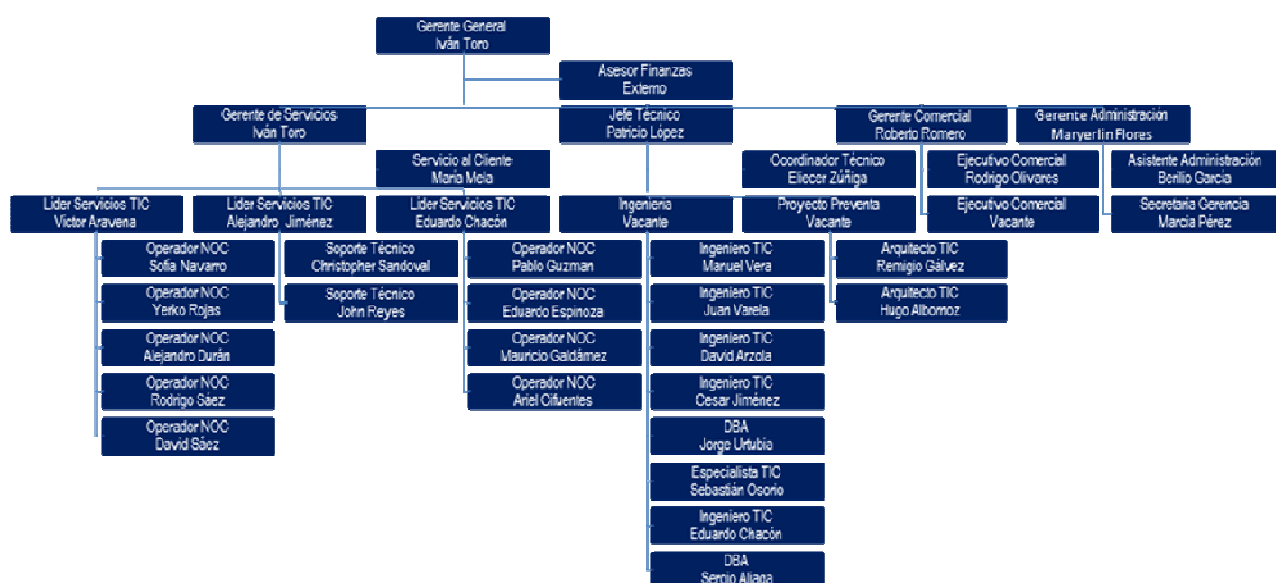 Gerente General
Iván Toro
Asesor Finanzas
Externo
Gerente de Servicios
Iván Toro
Jefe Técnico
Patricio López
Gerente Comercial
Roberto Romero
Gerente Administración
Maryerlin Flores
Servicio al Cliente
María Mela
Coordinador Técnico
Eliecer Zúñiga
Ejecutivo Comercial
Rodrigo Olivares
Asistente Administración
Berilio García
Lider Servicios TIC
Victor Aravena
Lider Servicios TIC
Alejandro Jiménez
Lider Servicios TIC
Eduardo Chacón
Ingeniería
Vacante
Proyecto Preventa
Vacante
Ejecutivo Comercial
Vacante
Secretaria Gerencia
Marcia Pérez
Operador NOC
Sofía Navarro
Soporte Técnico
Christopher Sandoval
Operador NOC
Pablo Guzman
Ingeniero TIC
Manuel Vera
Arquitecto TIC
Remigio Gálvez
Operador NOC
Yerko Rojas
Soporte Técnico
John Reyes
Operador NOC
Eduardo Espinoza
Ingeniero TIC
Juan Varela
Arquitecto TIC
Hugo Albornoz
Operador NOC
Alejandro Durán
Operador NOC
Mauricio Galdámez
Ingeniero TIC
David Arzola
Operador NOC
Rodrigo Sáez
Operador NOC
Ariel Cifuentes
Ingeniero TIC
Cesar Jiménez
Operador NOC
David Sáez
DBA
Jorge Urtubia
Especialista TIC
Sebastián Osorio
Ingeniero TIC
Eduardo Chacón
DBA
Sergio Aliaga